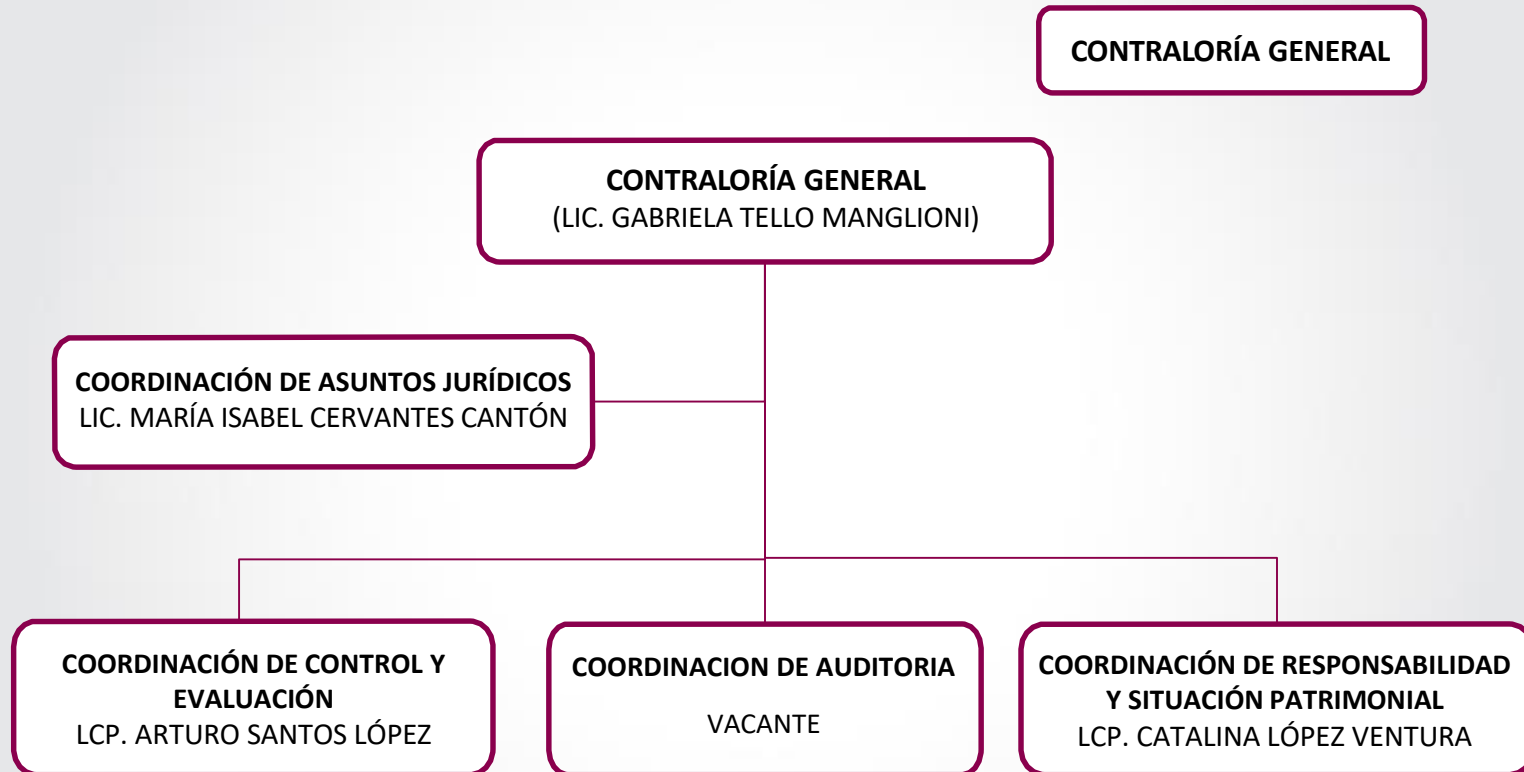 CONTRALORÍA GENERAL
CONTRALORÍA GENERAL
(LIC. GABRIELA TELLO MANGLIONI)
COORDINACIÓN DE ASUNTOS JURÍDICOS
LIC. MARÍA ISABEL CERVANTES CANTÓN
COORDINACIÓN DE CONTROL Y
EVALUACIÓN
LCP. ARTURO SANTOS LÓPEZ
COORDINACION DE AUDITORIA
VACANTE
COORDINACIÓN DE RESPONSABILIDAD
Y SITUACIÓN PATRIMONIAL
LCP. CATALINA LÓPEZ VENTURA